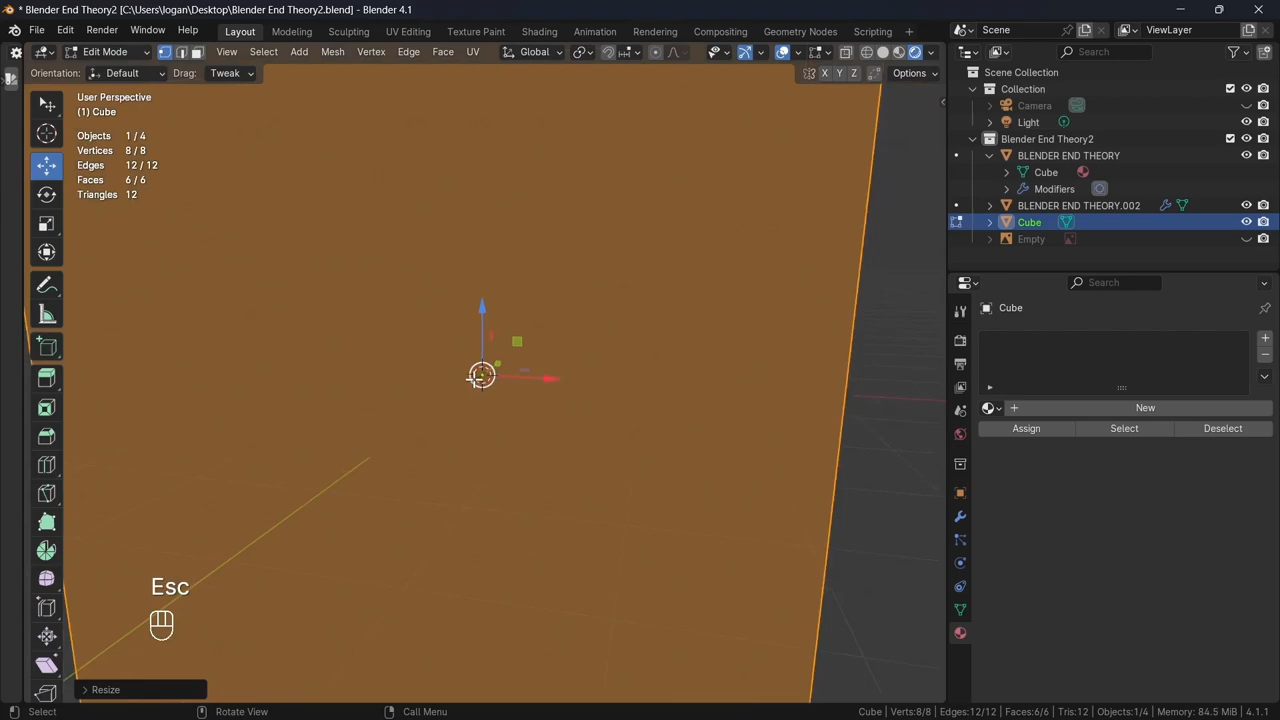 * Blender End Theory2 [C:\Users\logan\Desktop\Blender End Theory2.blend] - Blender 4.1
File Edit Render Window Help Layout Modeling Sculpting UV Editing Texture Paint Shading Animation Rendering Compositing Geometry Nodes Scripting Scene ViewLayer
Edit Mode View Select Add Mesh Vertex Edge Face UV Global Search
Orientation: Default Drag: Tweak X Y Z Options
Scene Collection
Collection
Camera
Light
Blender End Theory2
BLENDER END THEORY
Cube
Modifiers
BLENDER END THEORY.002
Cube
Empty
User Perspective
(1) Cube
Objects 1 / 4
Vertices 8 / 8
Edges 12 / 12
Faces 6 / 6
Triangles 12
Search
Cube
New
Assign Select Deselect
Esc
Resize
Select Rotate View Call Menu Cube | Verts:8/8 | Edges:12/12 | Faces:6/6 | Tris:12 | Objects:1/4 | Memory: 84.5 MiB | 4.1.1